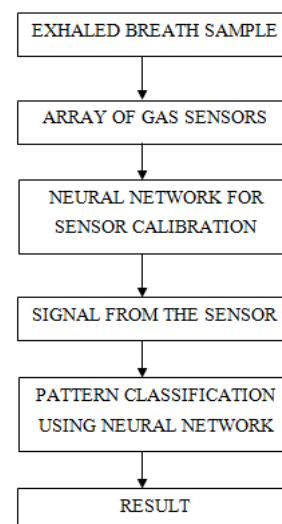 EXHALED BREATH SAMPLE
ARRAY OF GAS SENSORS
NEURAL NETWORK FOR
SENSOR CALIBRATION
SIGNAL FROM THE SENSOR
PATTERN CLASSIFICATION
USING NEURAL NETWORK
RESULT